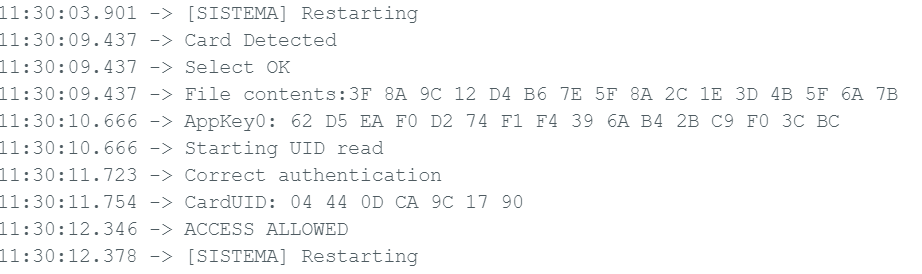 11:30:03.901 -> [SISTEMA] Restarting
11:30:09.437 -> Card Detected
11:30:09.437 -> Select OK
11:30:09.437 -> File contents:3F 8A 9C 12 D4 B6 7E 5F 8A 2C 1E 3D 4B 5F 6A 7B
11:30:10.666 -> AppKey0: 62 D5 EA F0 D2 74 F1 F4 39 6A B4 2B C9 F0 3C BC
11:30:10.666 -> Starting UID read
11:30:11.723 -> Correct authentication
11:30:11.754 -> CardUID: 04 44 0D CA 9C 17 90
11:30:12.346 -> ACCESS ALLOWED
11:30:12.378 -> [SISTEMA] Restarting